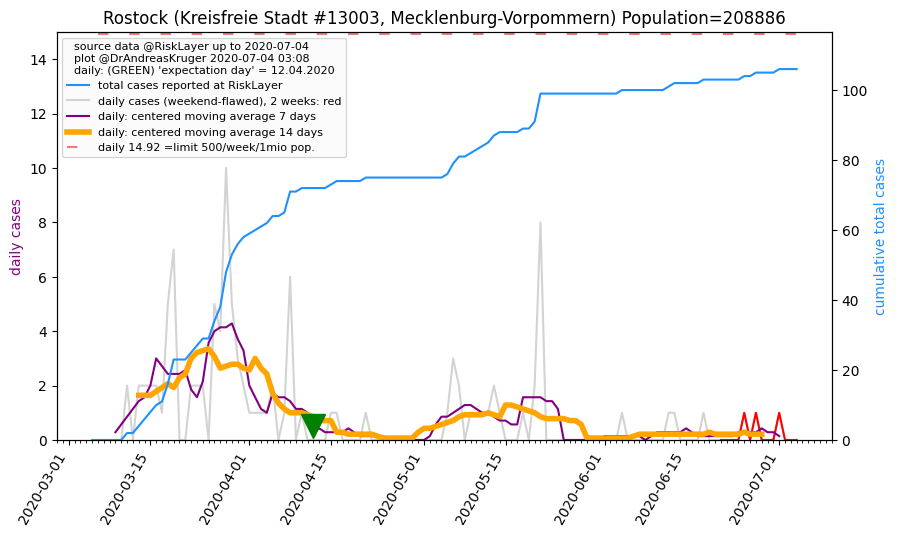 Rostock (Kreisfreie Stadt #13003, Mecklenburg-Vorpommern) Population=208886
source data @RiskLayer up to 2020-07-04
plot @DrAndreasKruger 2020-07-04 03:08
daily: (GREEN) 'expectation day' = 12.04.2020
total cases reported at RiskLayer
daily cases (weekend-flawed), 2 weeks: red
daily: centered moving average 7 days
daily: centered moving average 14 days
daily 14.92 =limit 500/week/1mio pop.
daily cases
14
12
10
8
6
4
2
0
cumulative total cases
100
80
60
40
20
0
2020-03-01
2020-03-15
2020-04-01
2020-04-15
2020-05-01
2020-05-15
2020-06-01
2020-06-15
2020-07-01